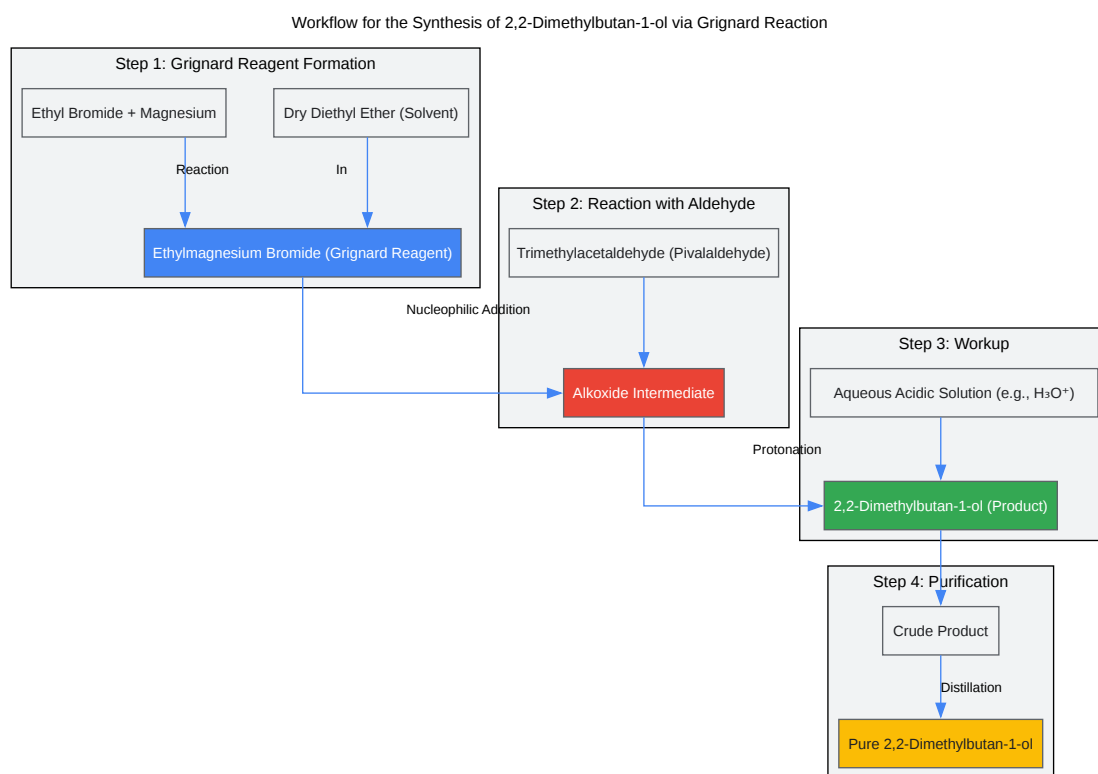 Workflow for the Synthesis of 2,2-Dimethylbutan-1-ol via Grignard Reaction
Step 1: Grignard Reagent Formation
Ethyl Bromide + Magnesium
Dry Diethyl Ether (Solvent)
Reaction
In
Ethylmagnesium Bromide (Grignard Reagent)
Step 2: Reaction with Aldehyde
Trimethylacetaldehyde (Pivalaldehyde)
Nucleophilic Addition
Alkoxide Intermediate
Step 3: Workup
Aqueous Acidic Solution (e.g., H₃O⁺)
Protonation
2,2-Dimethylbutan-1-ol (Product)
Step 4: Purification
Crude Product
Distillation
Pure 2,2-Dimethylbutan-1-ol